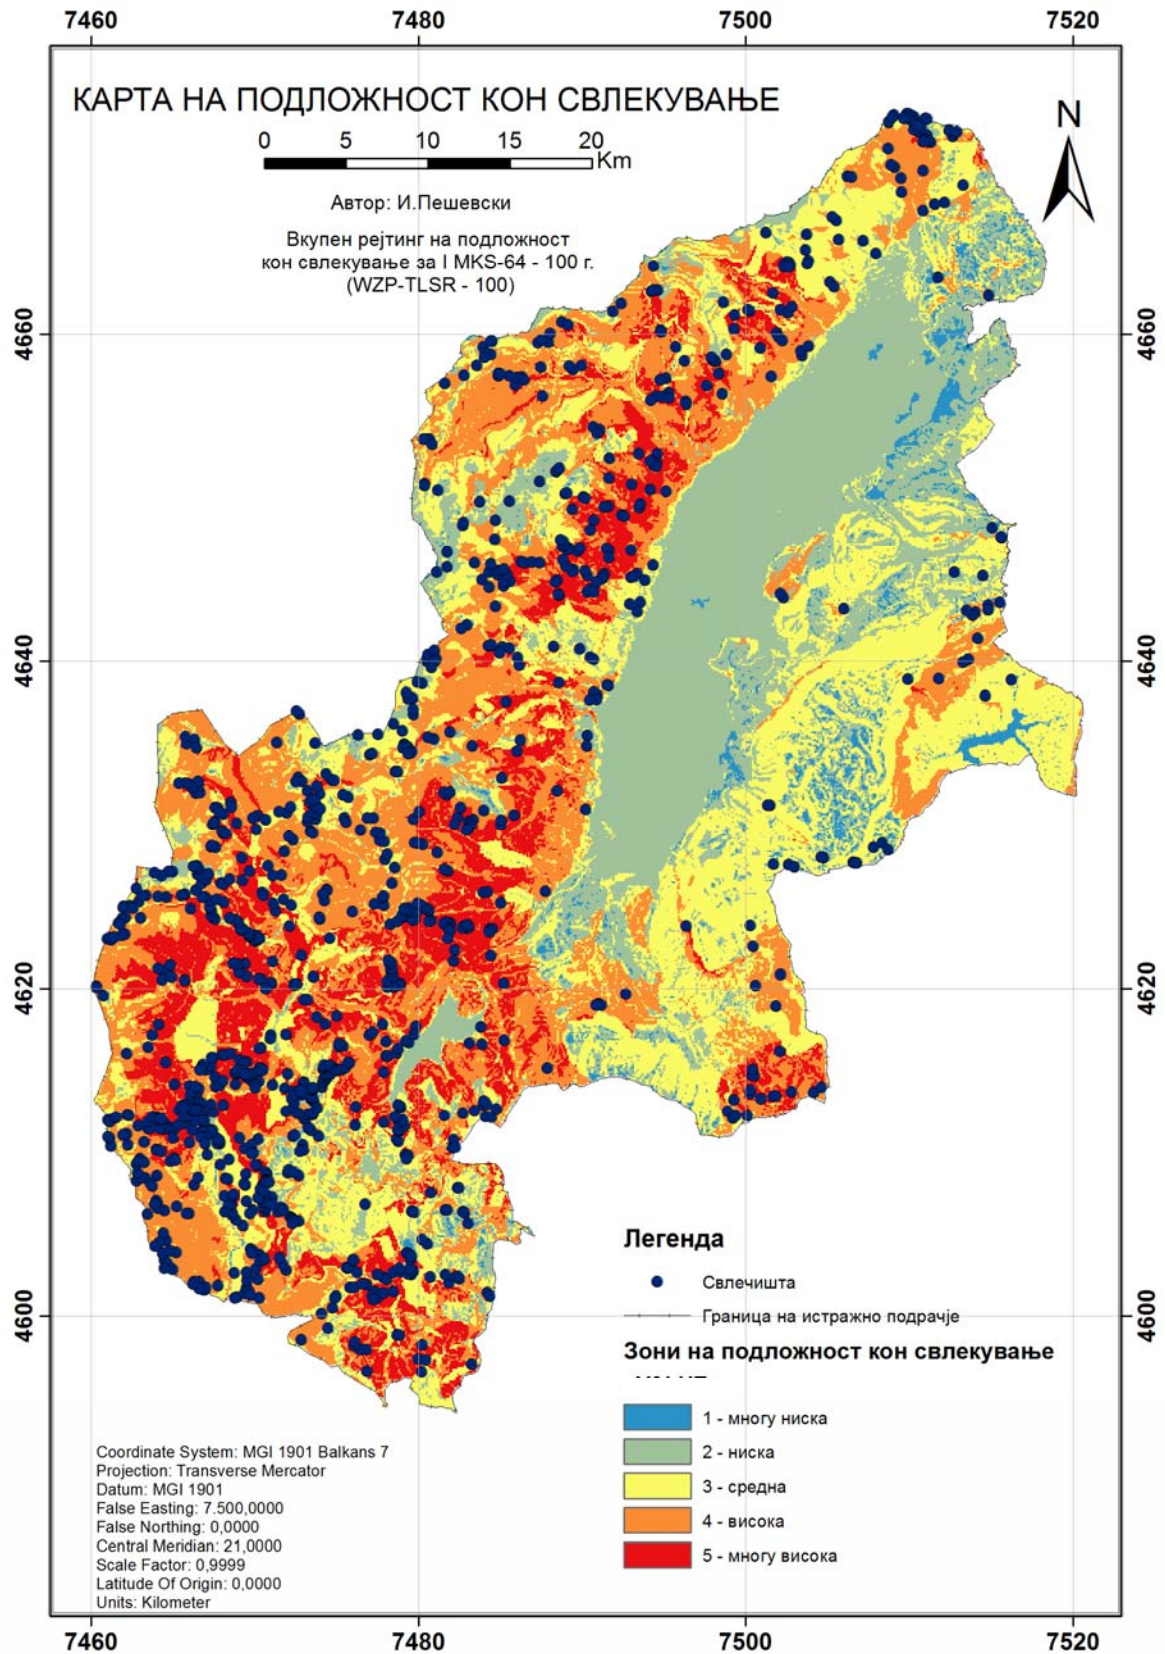 7460 7480 7500 7520
КАРТА НА ПОДЛОЖНОСТ КОН СВЛЕКУВАЊЕ
N
0 5 10 15 20
Km
Автор: И.Пешевски
Вкупен рејтинг на подложност
кон свлекување за I MKS-64 - 100 г.
(WZP-TLSR - 100)
4660 4660
4640 4640
4620 4620
4600 4600
Легенда
Свлечишта
Граница на истражно подрачје
Зони на подложност кон свлекување
1 - многу ниска
2 - ниска
3 - средна
4 - висока
5 - многу висока
Coordinate System: MGI 1901 Balkans 7
Projection: Transverse Mercator
Datum: MGI 1901
False Easting: 7.500,0000
False Northing: 0,0000
Central Meridian: 21,0000
Scale Factor: 0,9999
Latitude Of Origin: 0,0000
Units: Kilometer
7460 7480 7500 7520